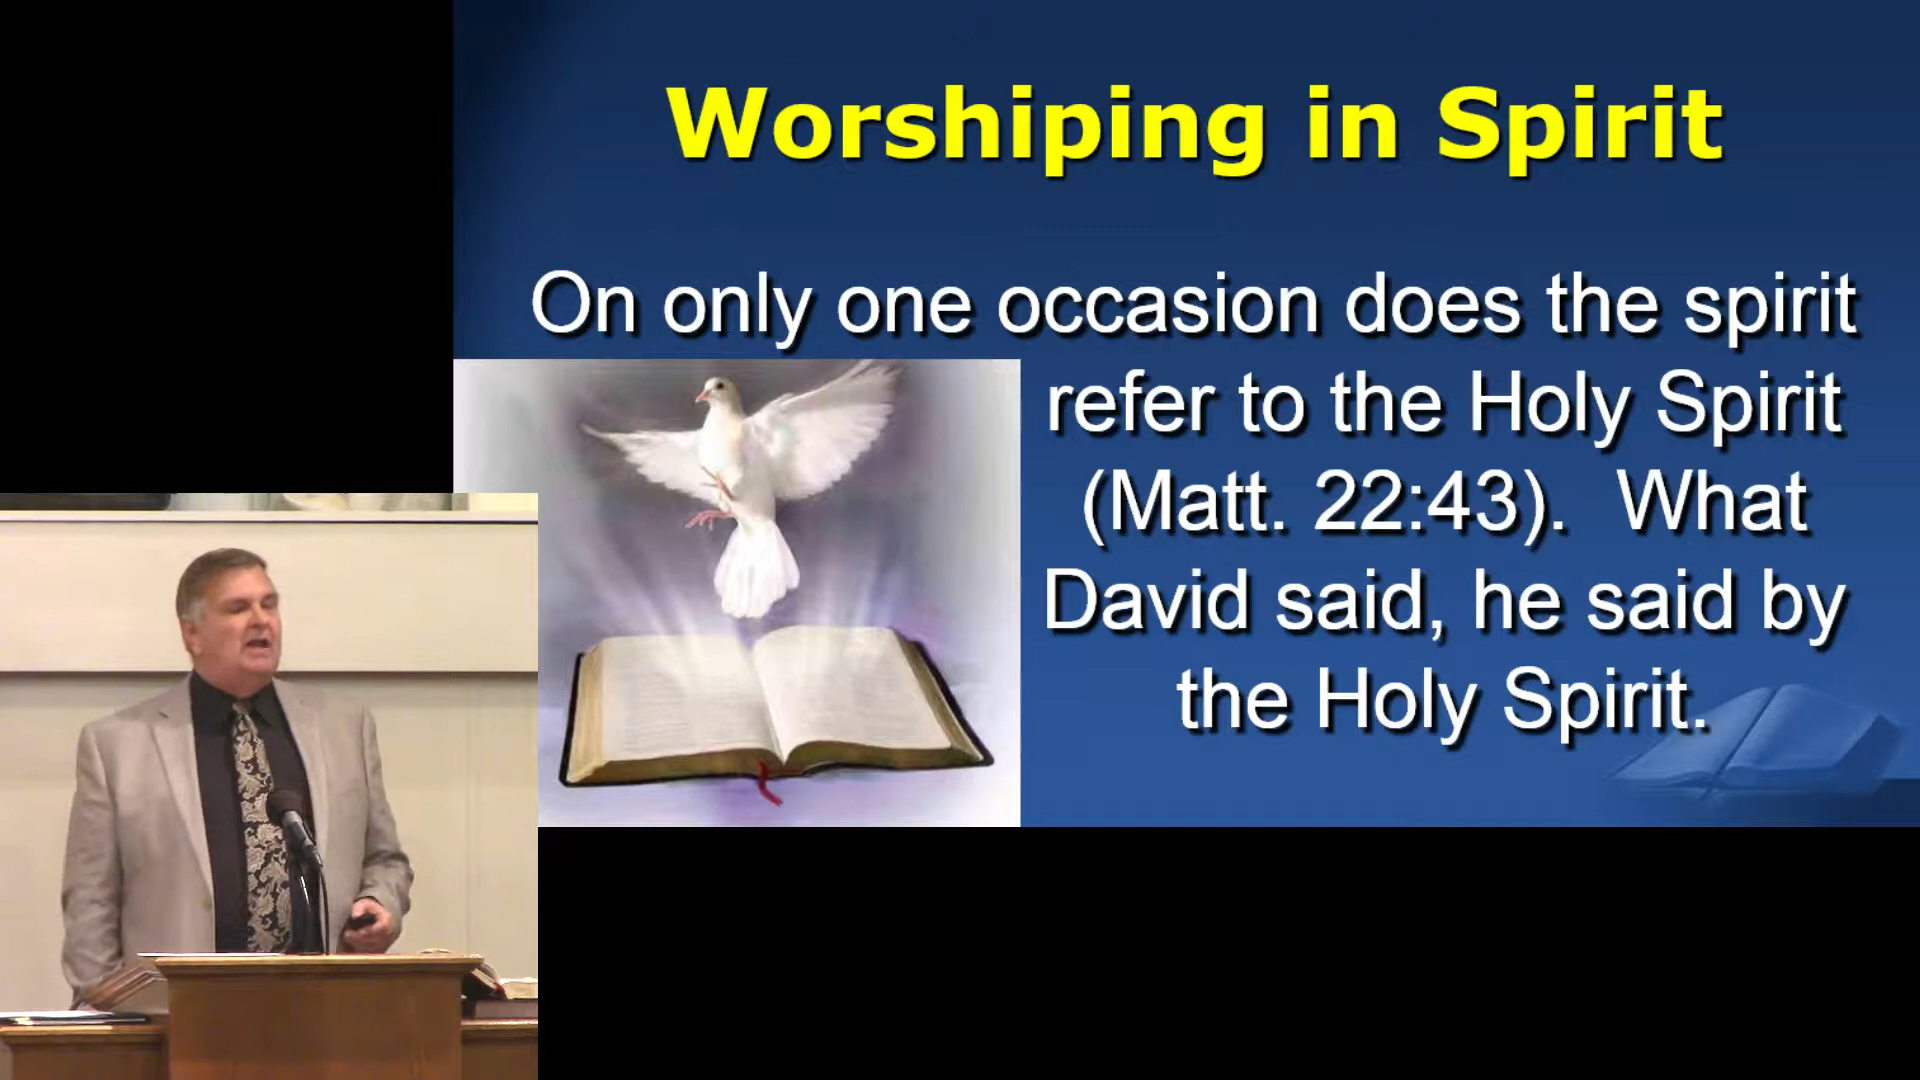 Worshiping in Spirit
On only one occasion does the spirit
refer to the Holy Spirit
(Matt. 22:43).  What
David said, he said by
the Holy Spirit.